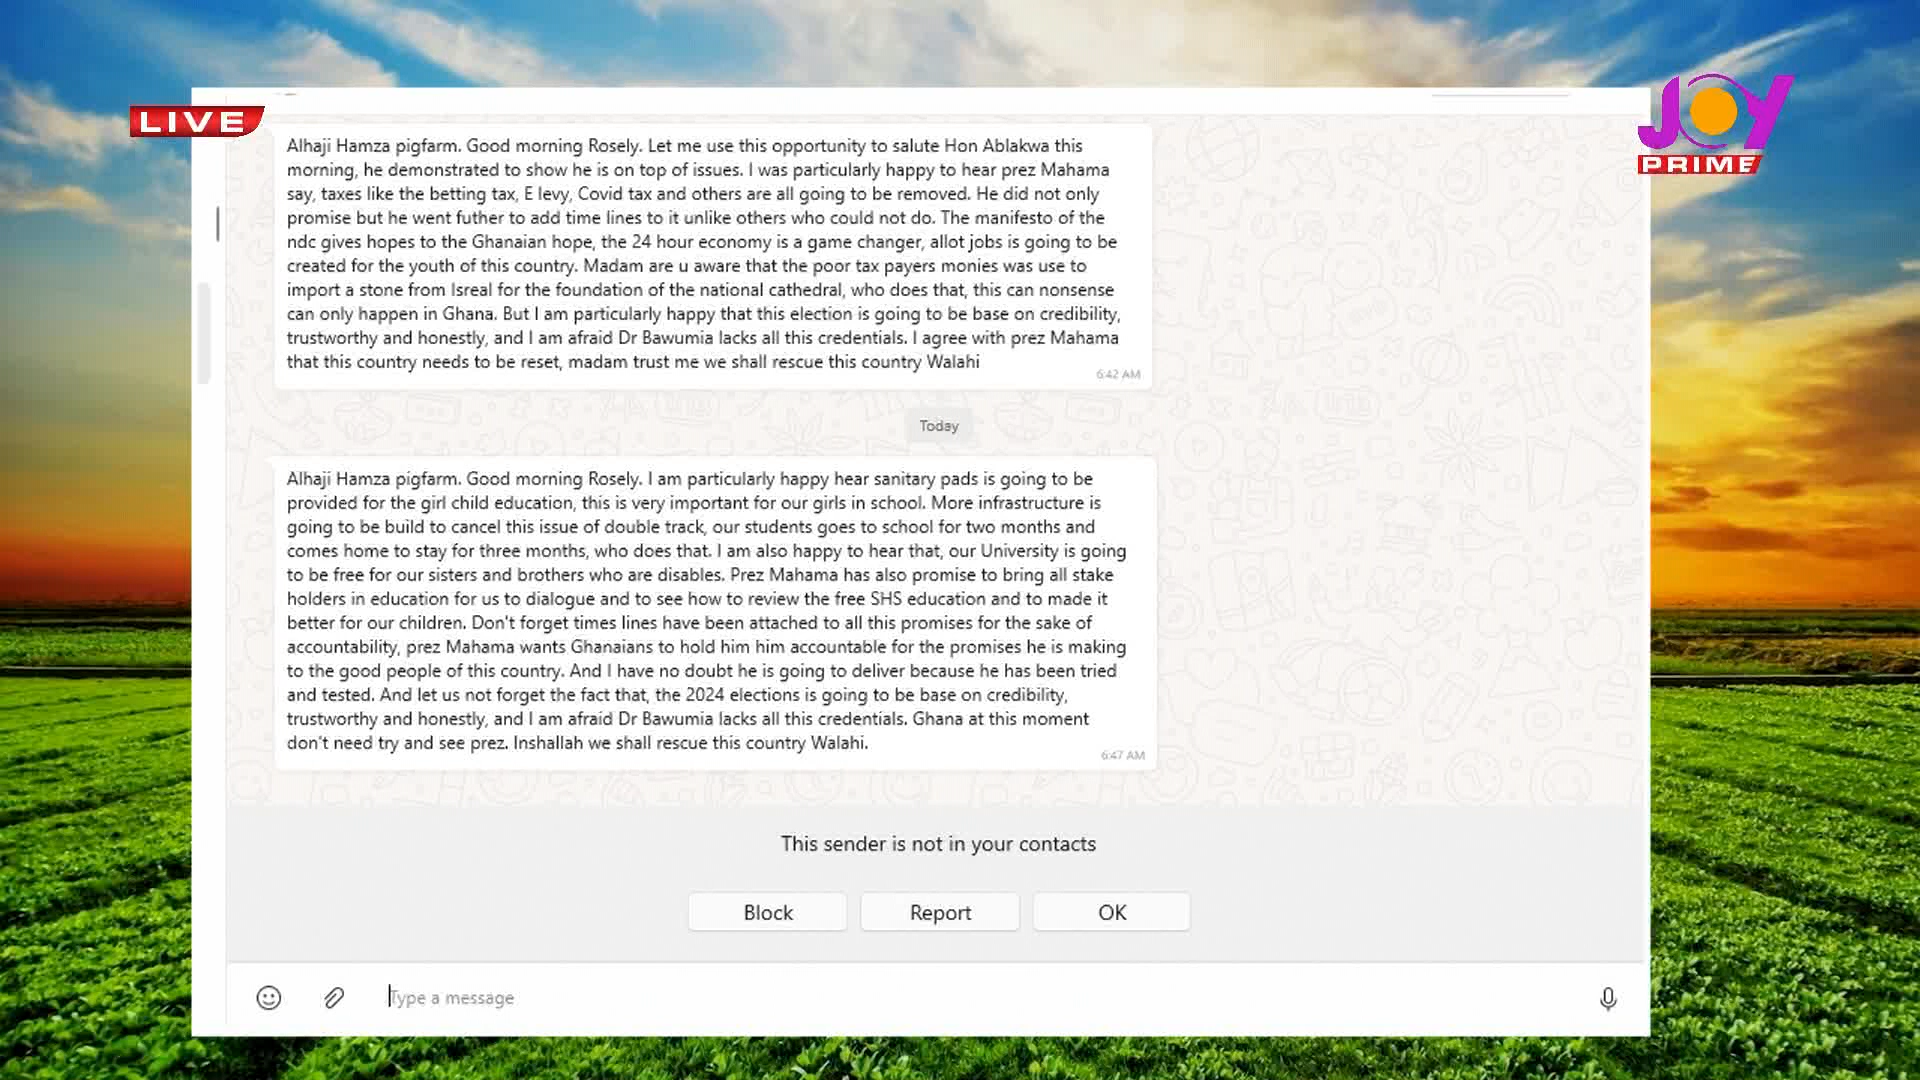 LIVE
JOY
PRIME
Alhaji Hamza pigfarm. Good morning Rosely. Let me use this opportunity to salute Hon Ablakwa this
morning, he demonstrated to show he is on top of issues. I was particularly happy to hear prez Mahama
say, taxes like the betting tax, E levy, Covid tax and others are all going to be removed. He did not only
promise but he went futher to add time lines to it unlike others who could not do. The manifesto of the
ndc gives hopes to the Ghanaian hope, the 24 hour economy is a game changer, allot jobs is going to be
created for the youth of this country. Madam are u aware that the poor tax payers monies was use to
import a stone from Isreal for the foundation of the national cathedral, who does that, this can nonsense
can only happen in Ghana. But I am particularly happy that this election is going to be base on credibility,
trustworthy and honestly, and I am afraid Dr Bawumia lacks all this credentials. I agree with prez Mahama
that this country needs to be reset, madam trust me we shall rescue this country Walahi
6:42 AM
Today
Alhaji Hamza pigfarm. Good morning Rosely. I am particularly happy hear sanitary pads is going to be
provided for the girl child education, this is very important for our girls in school. More infrastructure is
going to be build to cancel this issue of double track, our students goes to school for two months and
comes home to stay for three months, who does that. I am also happy to hear that, our University is going
to be free for our sisters and brothers who are disables. Prez Mahama has also promise to bring all stake
holders in education for us to dialogue and to see how to review the free SHS education and to made it
better for our children. Don't forget times lines have been attached to all this promises for the sake of
accountability, prez Mahama wants Ghanaians to hold him him accountable for the promises he is making
to the good people of this country. And I have no doubt he is going to deliver because he has been tried
and tested. And let us not forget the fact that, the 2024 elections is going to be base on credibility,
trustworthy and honestly, and I am afraid Dr Bawumia lacks all this credentials. Ghana at this moment
don't need try and see prez. Inshallah we shall rescue this country Walahi.
6:47 AM
This sender is not in your contacts
Block
Report
OK
Type a message